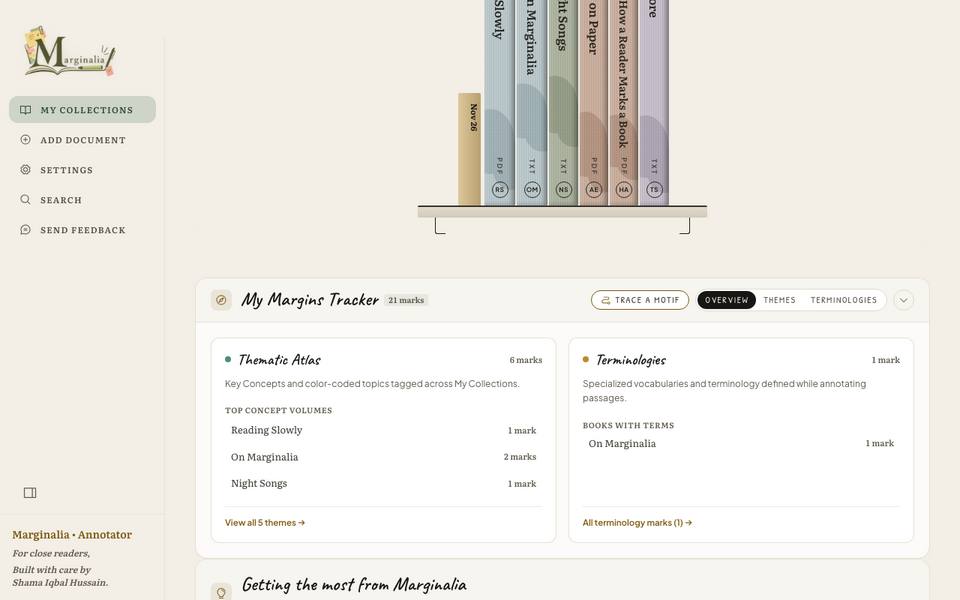 Marginalia
MY COLLECTIONS
ADD DOCUMENT
SETTINGS
SEARCH
SEND FEEDBACK
Marginalia • Annotator
For close readers,
Built with care by
Shama Iqbal Hussain.
Nov 26
Slowly
PDF
RS
n Marginalia
TXT
OM
ht Songs
TXT
NS
on Paper
PDF
AE
How a Reader Marks a Book
PDF
HA
ore
TXT
TS
My Margins Tracker 21 marks
TRACE A MOTIF
OVERVIEW THEMES TERMINOLOGIES
Thematic Atlas 6 marks
Key Concepts and color-coded topics tagged across My Collections.
TOP CONCEPT VOLUMES
Reading Slowly 1 mark
On Marginalia 2 marks
Night Songs 1 mark
View all 5 themes →
Terminologies 1 mark
Specialized vocabularies and terminology defined while annotating
passages.
BOOKS WITH TERMS
On Marginalia 1 mark
All terminology marks (1) →
Getting the most from Marginalia